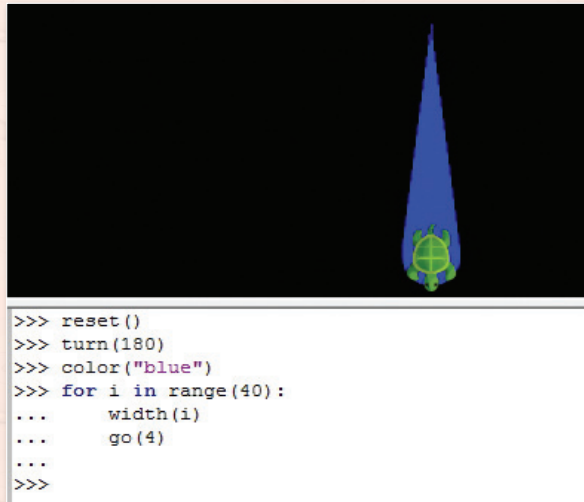 >>> reset()
>>> turn(180)
>>> color("blue")
>>> for i in range(40):
...     width(i)
...     go(4)
...
>>>